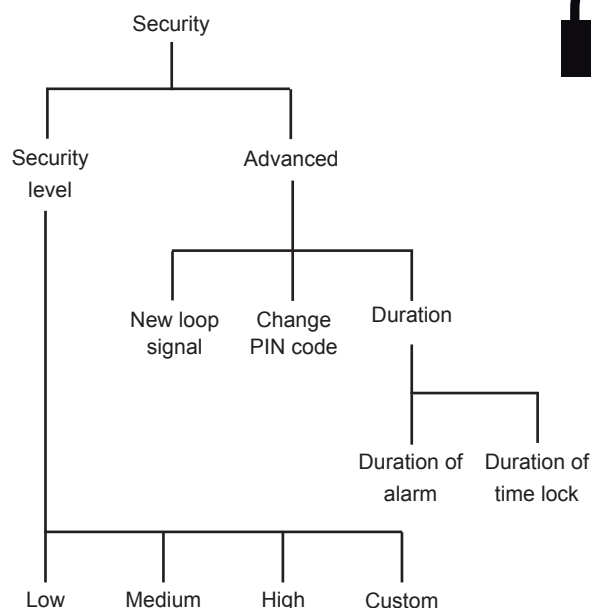 Security
Security
level
Advanced
New loop
signal
Change
PIN code
Duration
Duration of
alarm
Duration of
time lock
Low
Medium
High
Custom